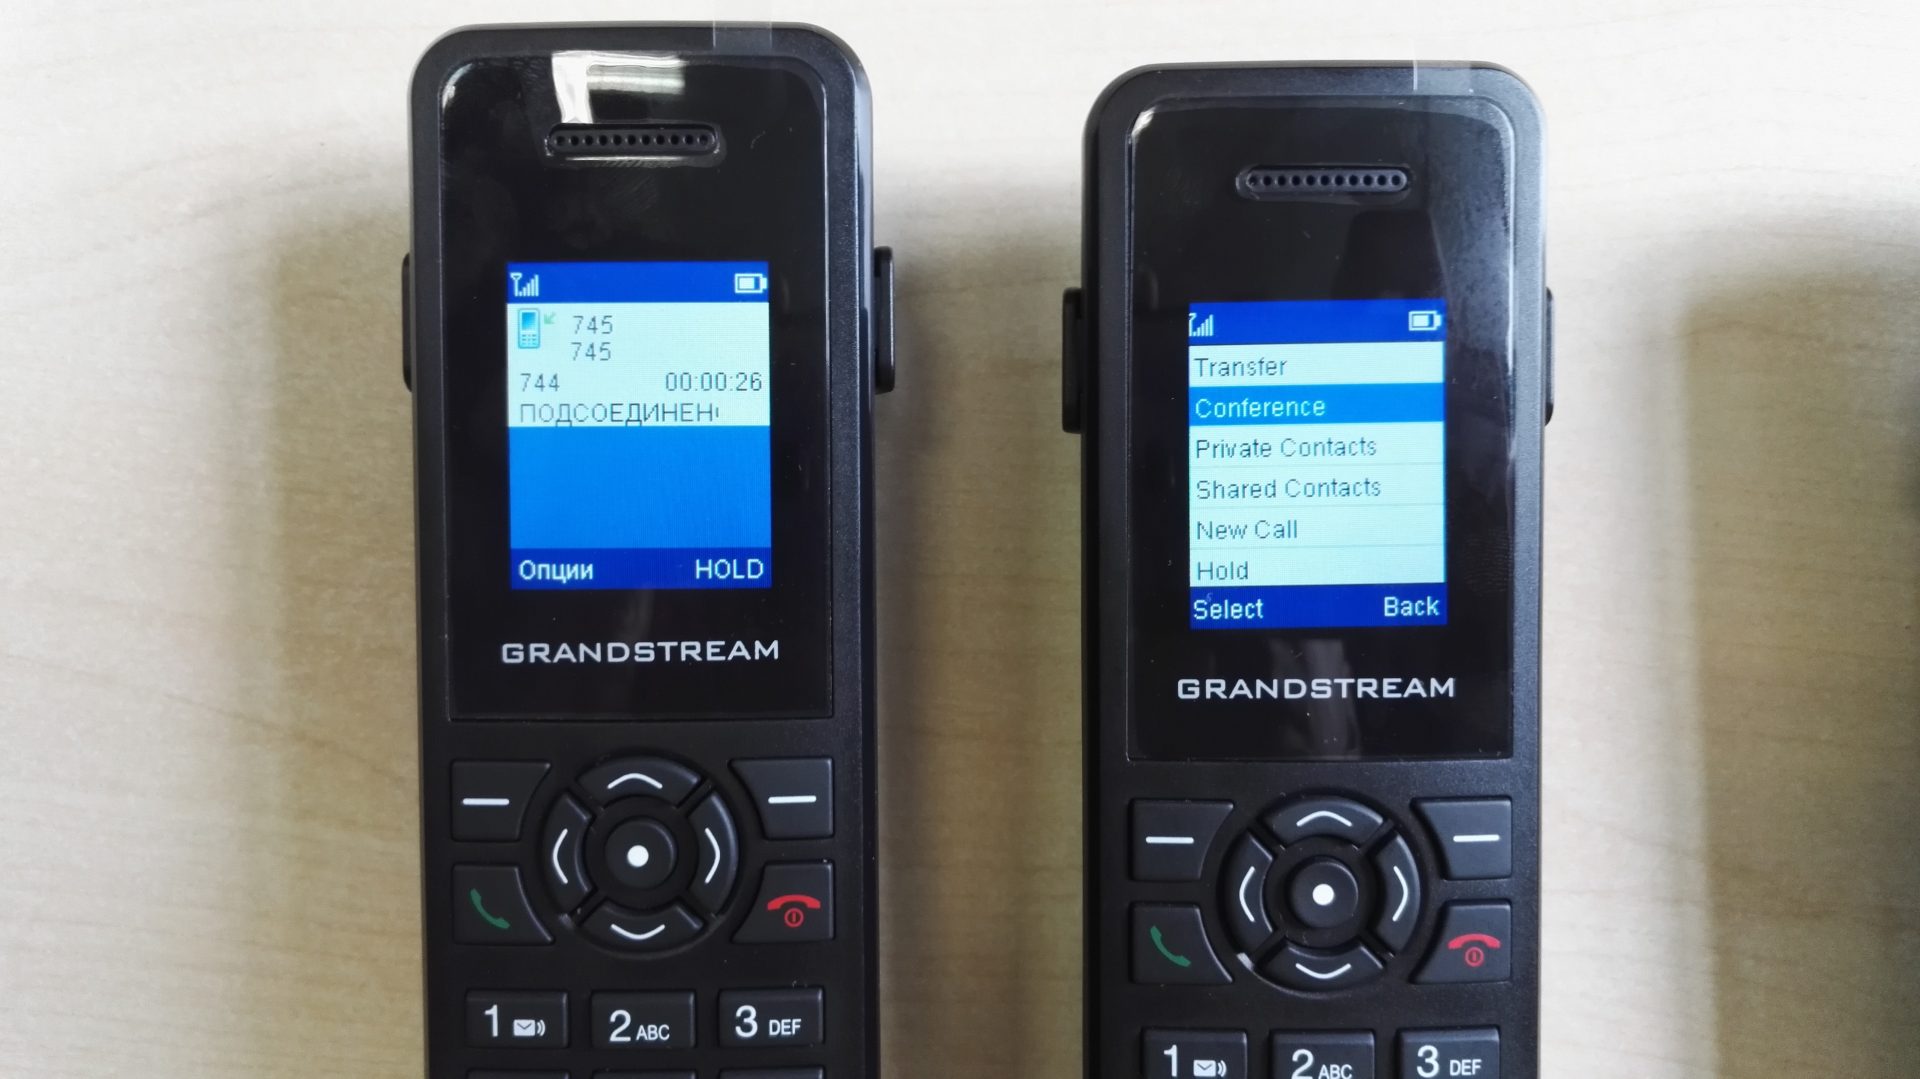 745
745
744 00:00:26
ПОДСОЕДИНЕН
Опции HOLD
GRANDSTREAM
1
2 ABC
3 DEF
Transfer
Conference
Private Contacts
Shared Contacts
New Call
Hold
Select Back
GRANDSTREAM
1
2 ABC
3 DEF